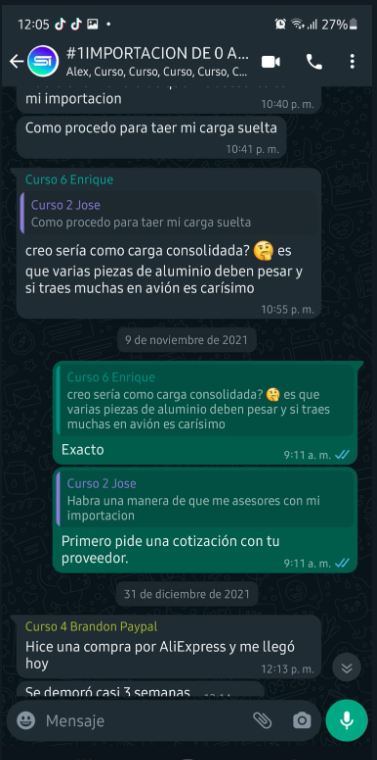 12:05
27%
#1IMPORTACION DE 0 A...
Alex, Curso, Curso, Curso, Curso, C...
mi importacion
10:40 p. m.
Como procedo para taer mi carga suelta
10:41 p. m.
Curso 6 Enrique
Curso 2 Jose
Como procedo para taer mi carga suelta
creo sería como carga consolidada? 🤔 es
que varias piezas de aluminio deben pesar y
si traes muchas en avión es carísimo
10:55 p. m.
9 de noviembre de 2021
Curso 6 Enrique
creo sería como carga consolidada? 🤔 es que
varias piezas de aluminio deben pesar y si traes
muchas en avión es carísimo
Exacto
9:11 a. m.
Curso 2 Jose
Habra una manera de que me asesores con mi
importacion
Primero pide una cotización con tu
proveedor.
9:11 a. m.
31 de diciembre de 2021
Curso 4 Brandon Paypal
Hice una compra por AliExpress y me llegó
hoy
12:13 p. m.
Se demoró casi 3 semanas
Mensaje